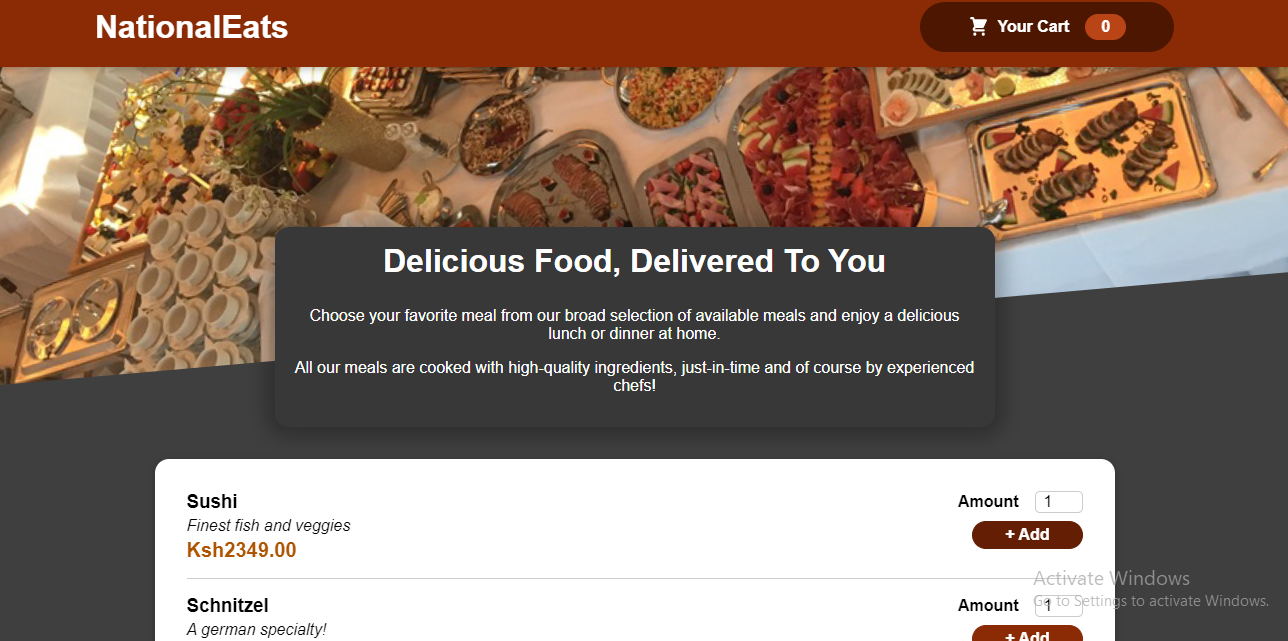 NationalEats
Your Cart 0
Delicious Food, Delivered To You
Choose your favorite meal from our broad selection of available meals and enjoy a delicious
lunch or dinner at home.
All our meals are cooked with high-quality ingredients, just-in-time and of course by experienced
chefs!
Sushi
Finest fish and veggies
Ksh2349.00
Amount 1
+ Add
Schnitzel
A german specialty!
Amount 1
+ Add
Activate Windows
Go to Settings to activate Windows.